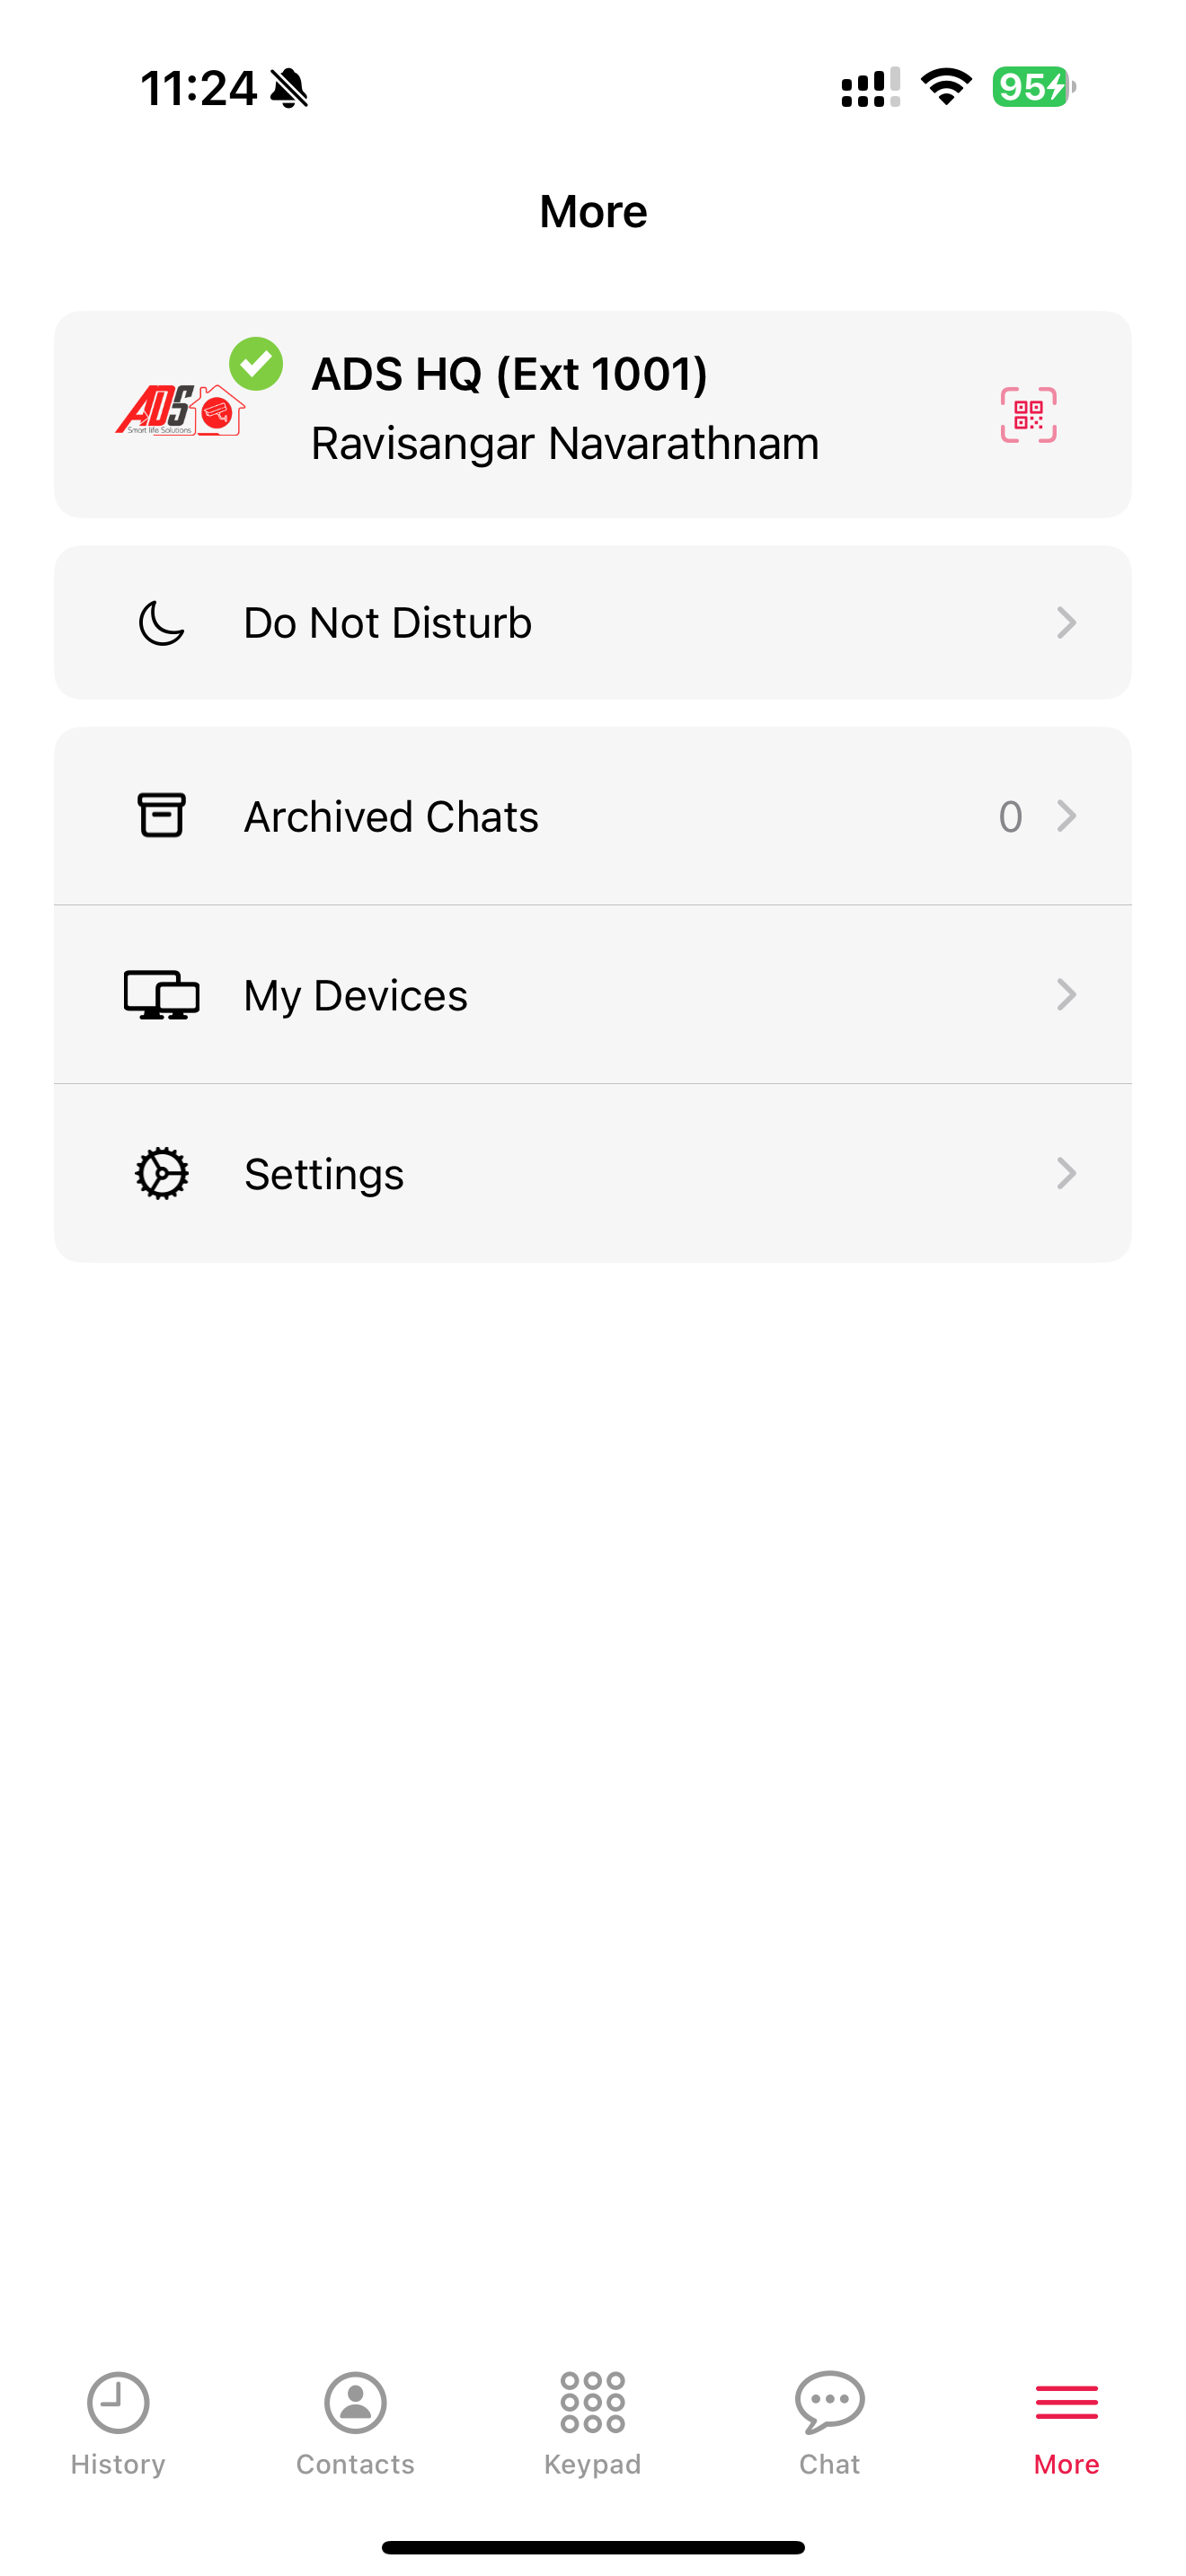 11:24
95
More
ADS HQ (Ext 1001)
ADS
Smart life Solutions
Ravisangar Navarathnam
Do Not Disturb
Archived Chats 0
My Devices
Settings
History Contacts Keypad Chat More